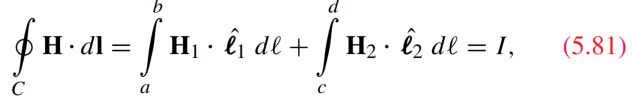 ∮_C H · dl = ∫_a^b H₁ · ℓ̂₁ dℓ + ∫_c^d H₂ · ℓ̂₂ dℓ = I, (5.81)